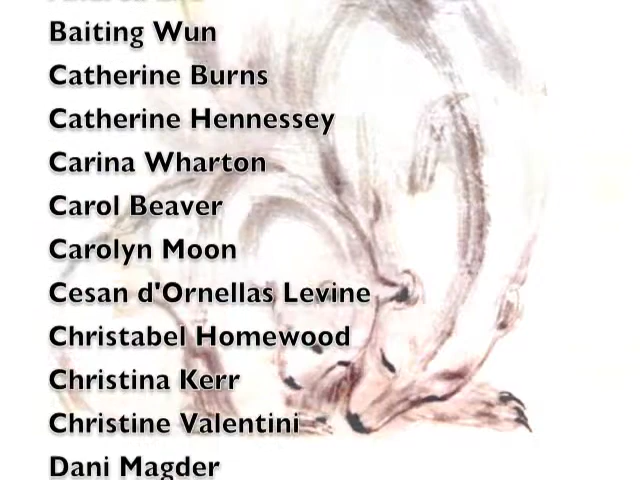 Baiting Wun
Catherine Burns
Catherine Hennessey
Carina Wharton
Carol Beaver
Carolyn Moon
Cesan d'Ornellas Levine
Christabel Homewood
Christina Kerr
Christine Valentini
Dani Magder